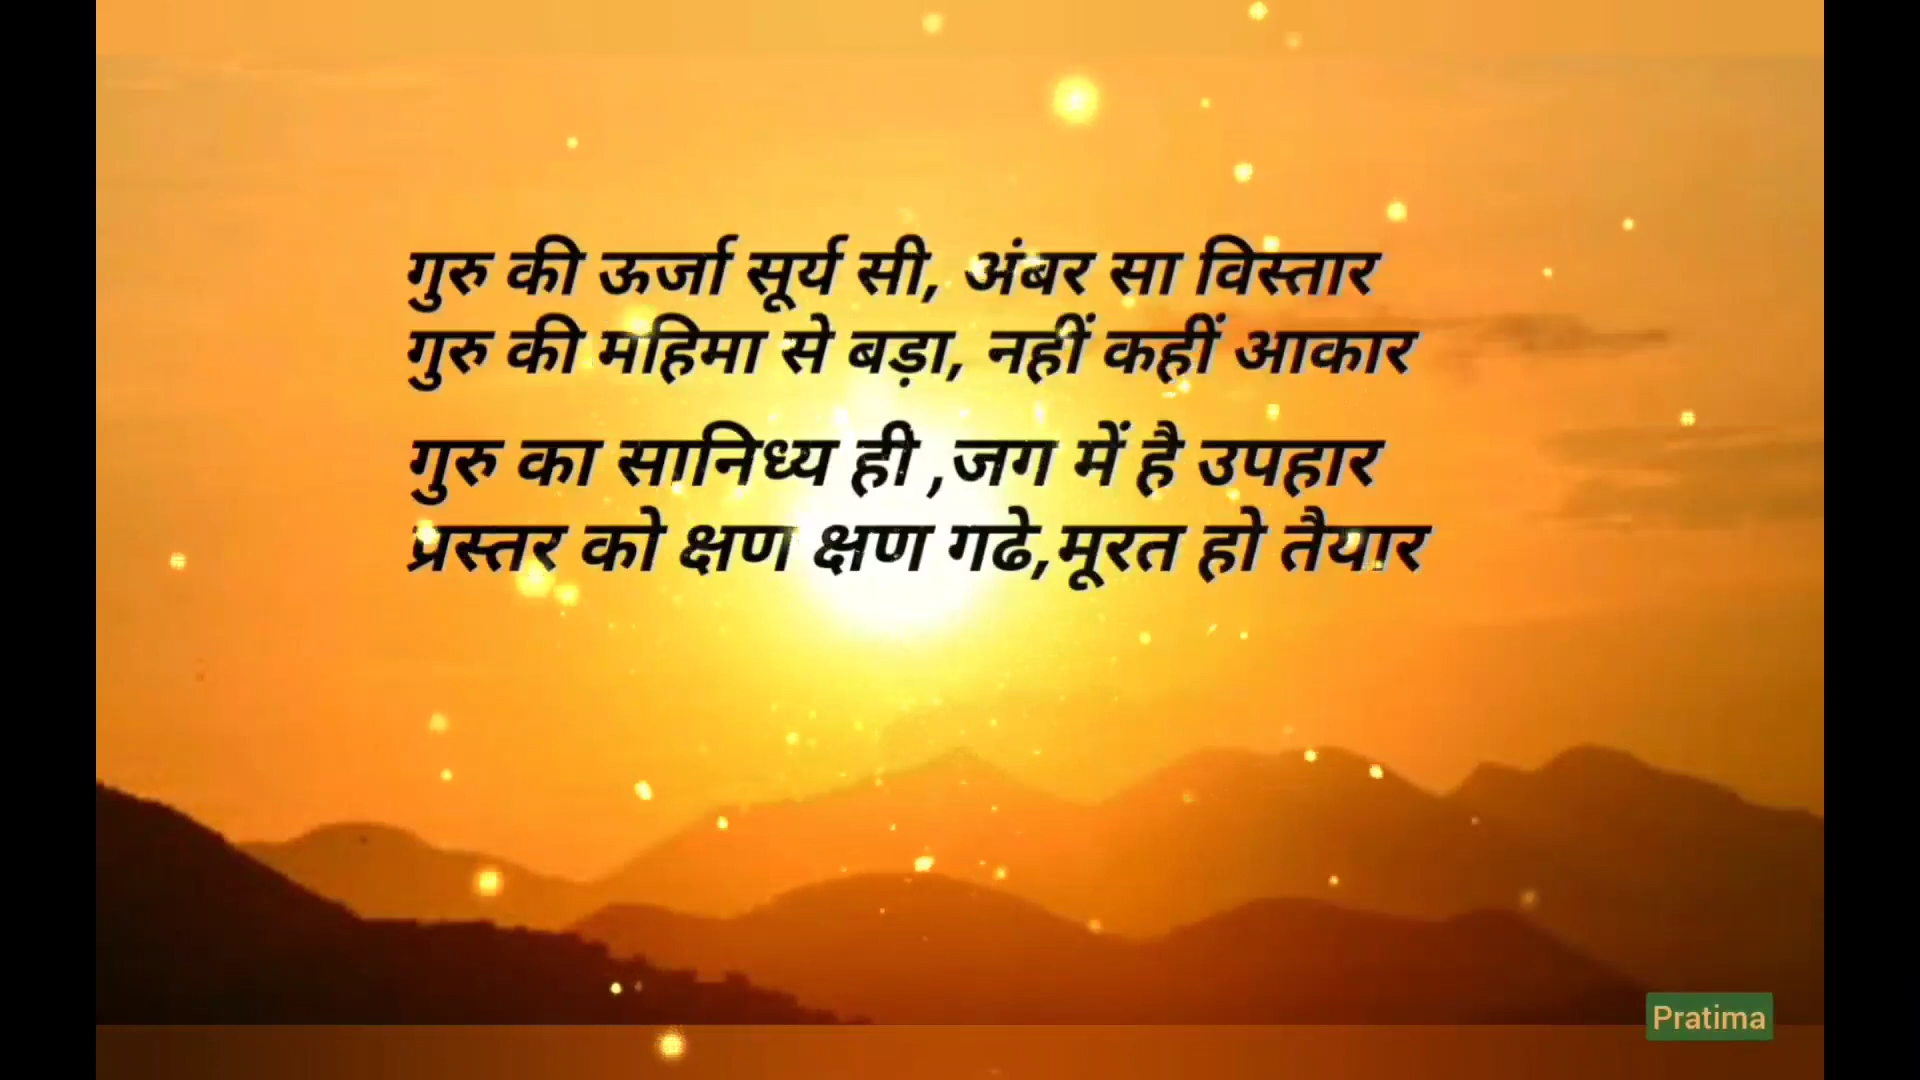 गुरु की ऊर्जा सूर्य सी, अंबर सा विस्तार
गुरु की महिमा से बड़ा, नहीं कहीं आकार
गुरु का सानिध्य ही ,जग में है उपहार
प्रस्तर को क्षण क्षण गढे,मूरत हो तैयार
Pratima